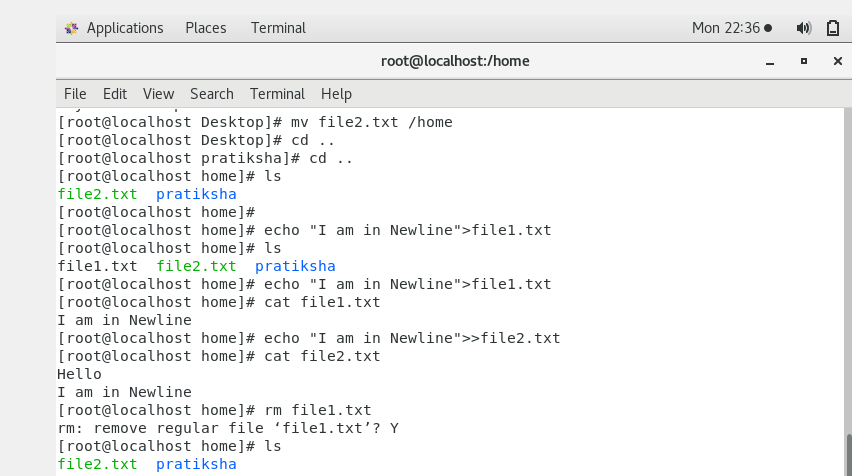 Applications Places Terminal Mon 22:36
root@localhost:/home
File Edit View Search Terminal Help
[root@localhost Desktop]# mv file2.txt /home
[root@localhost Desktop]# cd ..
[root@localhost pratiksha]# cd ..
[root@localhost home]# ls
file2.txt  pratiksha
[root@localhost home]#
[root@localhost home]# echo "I am in Newline">file1.txt
[root@localhost home]# ls
file1.txt  file2.txt  pratiksha
[root@localhost home]# echo "I am in Newline">file1.txt
[root@localhost home]# cat file1.txt
I am in Newline
[root@localhost home]# echo "I am in Newline">>file2.txt
[root@localhost home]# cat file2.txt
Hello
I am in Newline
[root@localhost home]# rm file1.txt
rm: remove regular file ‘file1.txt’? Y
[root@localhost home]# ls
file2.txt  pratiksha